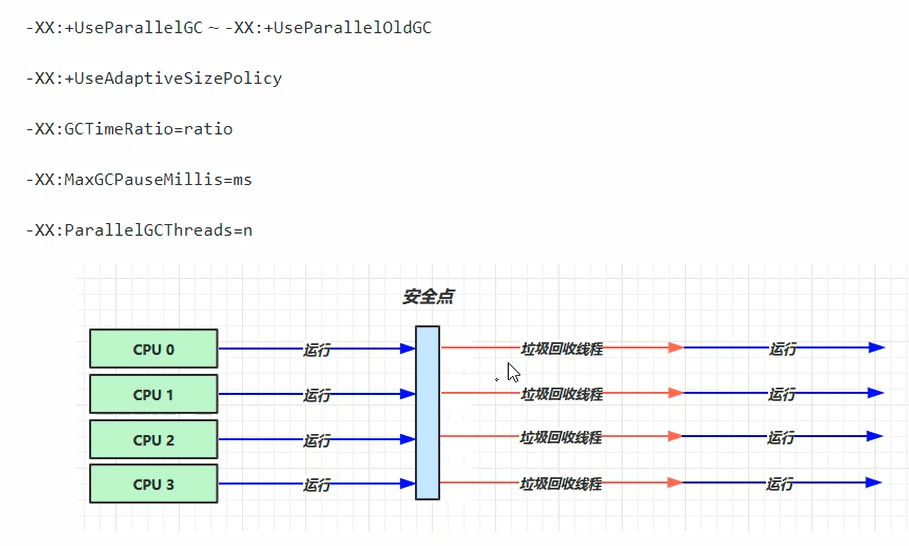 -XX:+UseParallelGC ~ -XX:+UseParallelOldGC
-XX:+UseAdaptiveSizePolicy
-XX:GCTimeRatio=ratio
-XX:MaxGCPauseMillis=ms
-XX:ParallelGCThreads=n
安全点
CPU 0 运行 垃圾回收线程 运行
CPU 1 运行 垃圾回收线程 运行
CPU 2 运行 垃圾回收线程 运行
CPU 3 运行 垃圾回收线程 运行